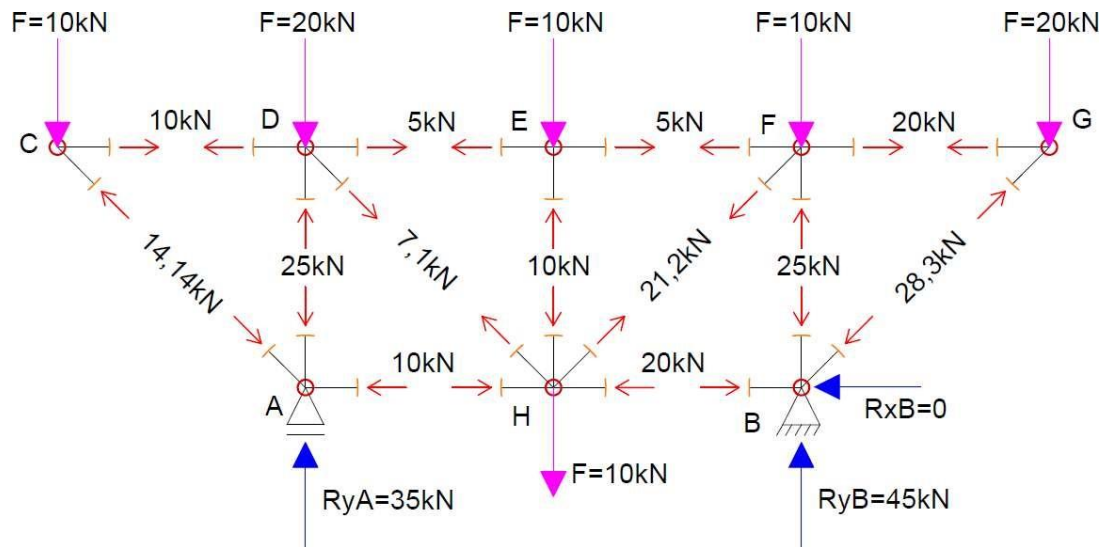 F=10kN
F=20kN
F=10kN
F=10kN
F=20kN
C
10kN
D
5kN
E
5kN
F
20kN
G
14,14kN
25kN
7,1kN
10kN
21,2kN
25kN
28,3kN
A
10kN
H
20kN
B
RxB=0
RyA=35kN
F=10kN
RyB=45kN